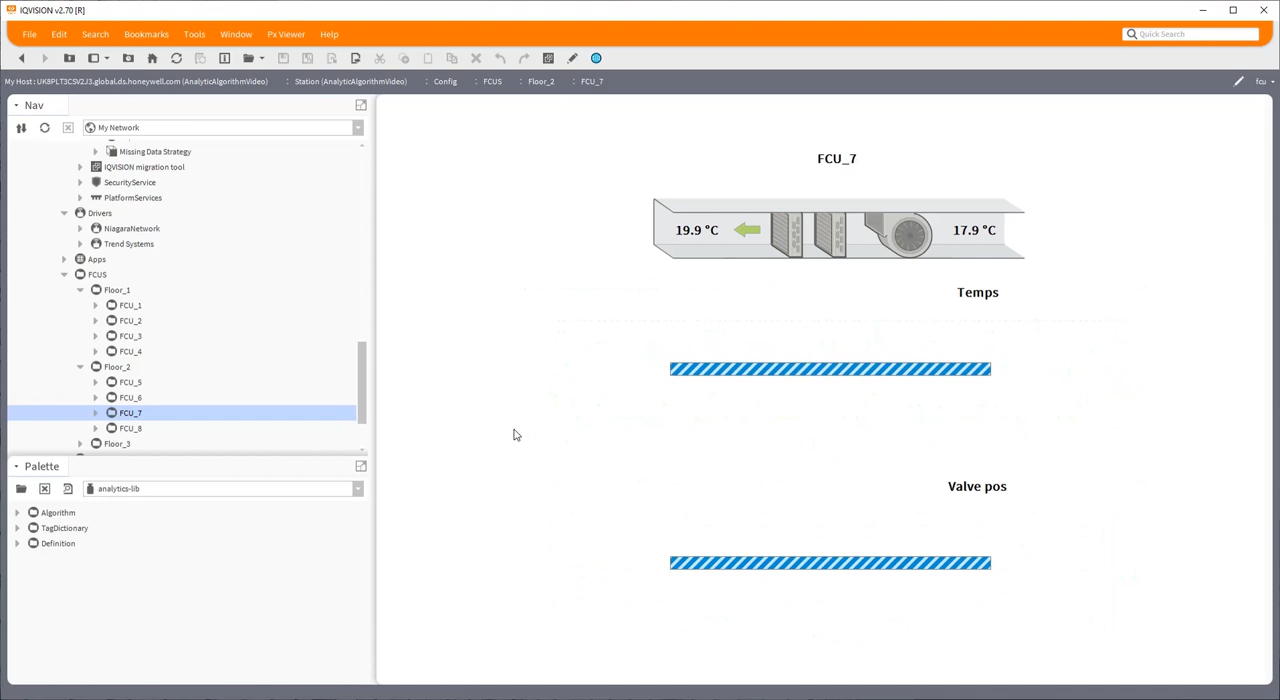 IQVISION v2.70 [R]
File Edit Search Bookmarks Tools Window Px Viewer Help
Quick Search
My Host : UK8PLT3CSV2J3.global.ds.honeywell.com (AnalyticAlgorithmVideo) : Station (AnalyticAlgorithmVideo) : Config : FCUS : Floor_2 : FCU_7
fcu
Nav
My Network
Missing Data Strategy
IQVISION migration tool
SecurityService
PlatformServices
Drivers
NiagaraNetwork
Trend Systems
Apps
FCUS
Floor_1
FCU_1
FCU_2
FCU_3
FCU_4
Floor_2
FCU_5
FCU_6
FCU_7
FCU_8
Floor_3
Palette
analytics-lib
Algorithm
TagDictionary
Definition
FCU_7
19.9 °C
17.9 °C
Temps
Valve pos